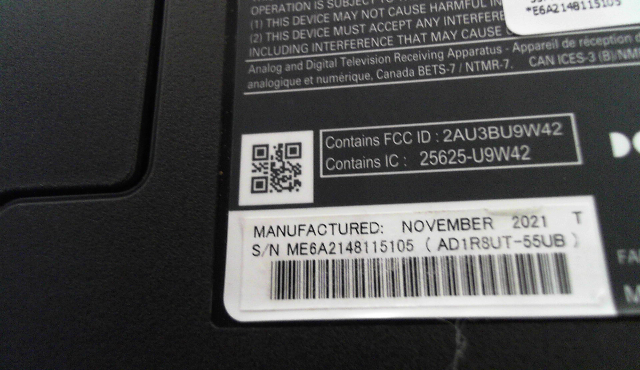 OPERATION IS SUBJECT TO
(1) THIS DEVICE MAY NOT CAUSE HARMFUL IN
(2) THIS DEVICE MUST ACCEPT ANY INTERFERE
INCLUDING INTERFERENCE THAT MAY CAUSE
*E6A2148115105
Analog and Digital Television Receiving Apparatus - Appareil de réception d
analogique et numérique, Canada BETS-7 / NTMR-7. CAN ICES-3 (B)/NM
Contains FCC ID : 2AU3BU9W42
Contains IC : 25625-U9W42
MANUFACTURED: NOVEMBER 2021 T
S/N ME6A2148115105 ( AD1R8UT-55UB )